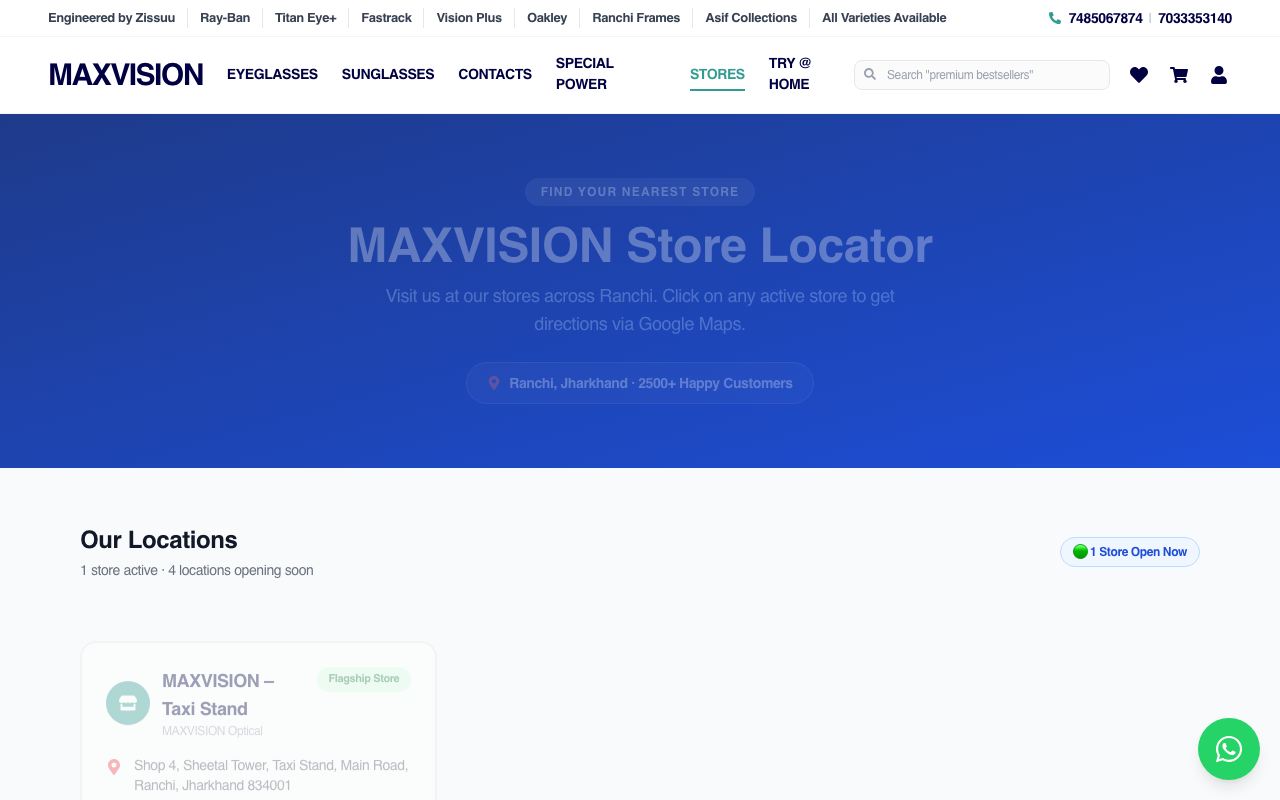 Engineered by Zissuu
Ray-Ban
Titan Eye+
Fastrack
Vision Plus
Oakley
Ranchi Frames
Asif Collections
All Varieties Available
7485067874 | 7033353140
MAXVISION
EYEGLASSES
SUNGLASSES
CONTACTS
SPECIAL
POWER
STORES
TRY @
HOME
Search "premium bestsellers"
FIND YOUR NEAREST STORE
MAXVISION Store Locator
Visit us at our stores across Ranchi. Click on any active store to get
directions via Google Maps.
Ranchi, Jharkhand · 2500+ Happy Customers
Our Locations
1 store active · 4 locations opening soon
1 Store Open Now
MAXVISION –
Taxi Stand
Flagship Store
MAXVISION Optical
Shop 4, Sheetal Tower, Taxi Stand, Main Road,
Ranchi, Jharkhand 834001